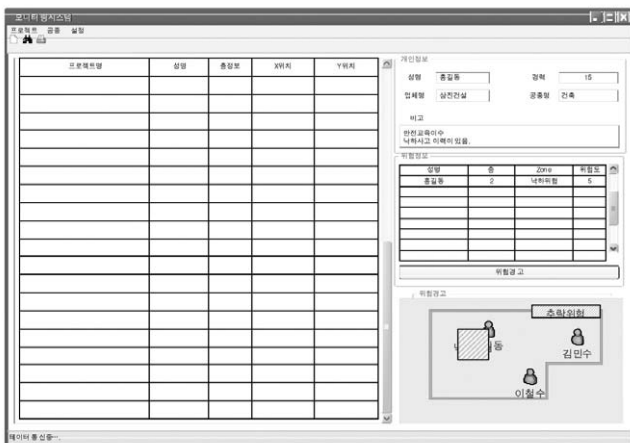 모니터링시스템
프로젝트 공종 설정
프로젝트명 성명 층정보 X위치 Y위치
개인정보
성명 홍길동 경력 15
업체명 삼진건설 공종명 건축
비고
안전교육이수
낙하사고 이력이 있음.
위험정보
성명 층 Zone 위험도
홍길동 2 낙하위험 5
위험경고
위험경고
추락위험
동
김민수
이철수
데이터 통신중....